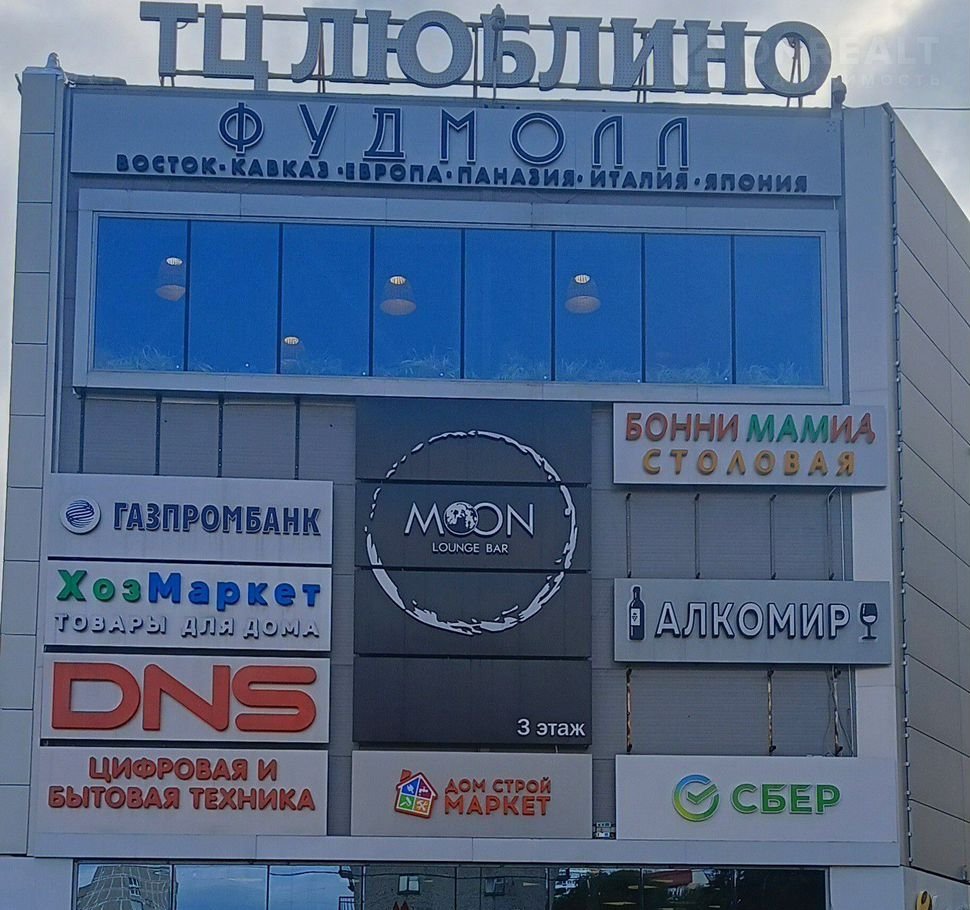 ТЦ ЛЮБЛИНО
ФУДМОЛЛ
ВОСТОК · КАВКАЗ · ЕВРОПА · ПАНАЗИЯ · ИТАЛИЯ · ЯПОНИЯ
БОННИ МАМИД
СТОЛОВАЯ
ГАЗПРОМБАНК
MOON
LOUNGE BAR
ХозМаркет
ТОВАРЫ ДЛЯ ДОМА
АЛКОМИР
DNS
3 этаж
ЦИФРОВАЯ И
БЫТОВАЯ ТЕХНИКА
ДОМ СТРОЙ
МАРКЕТ
СБЕР